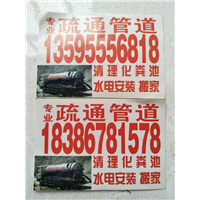 专业 疏通管道
13595556818
清理化粪池
水电安装 搬家
专业 疏通管道
18386781578
清理化粪池
水电安装 搬家